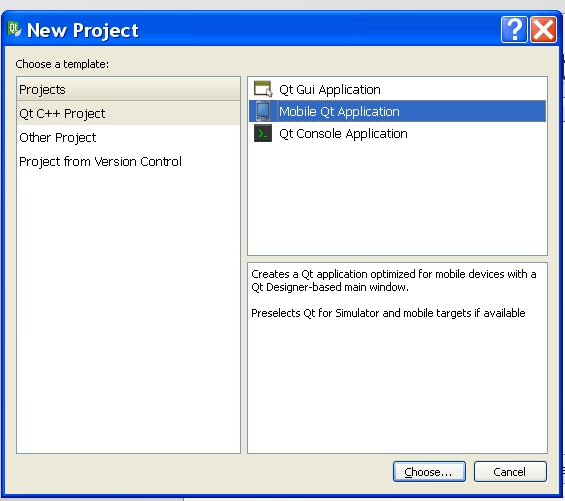 New Project
Choose a template:
Projects
Qt C++ Project
Other Project
Project from Version Control
Qt Gui Application
Mobile Qt Application
Qt Console Application
Creates a Qt application optimized for mobile devices with a
Qt Designer-based main window.
Preselects Qt for Simulator and mobile targets if available
Choose...
Cancel